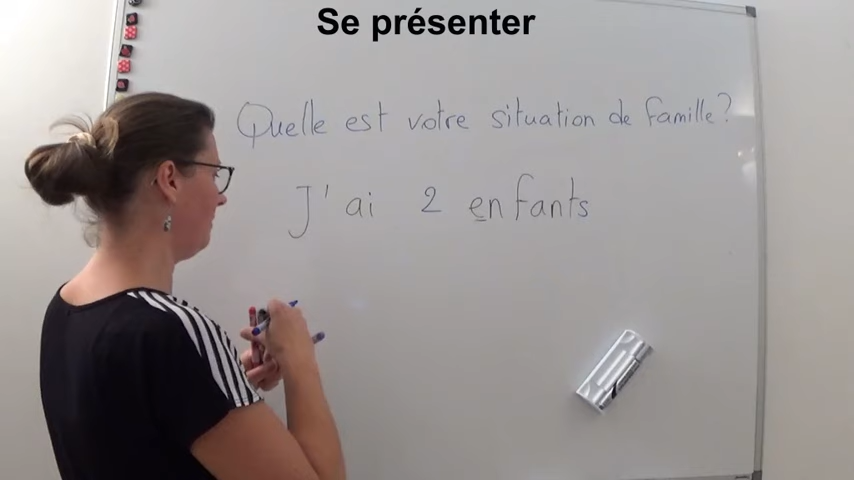 Se présenter
Quelle est votre situation de famille ?
J'ai 2 enfants